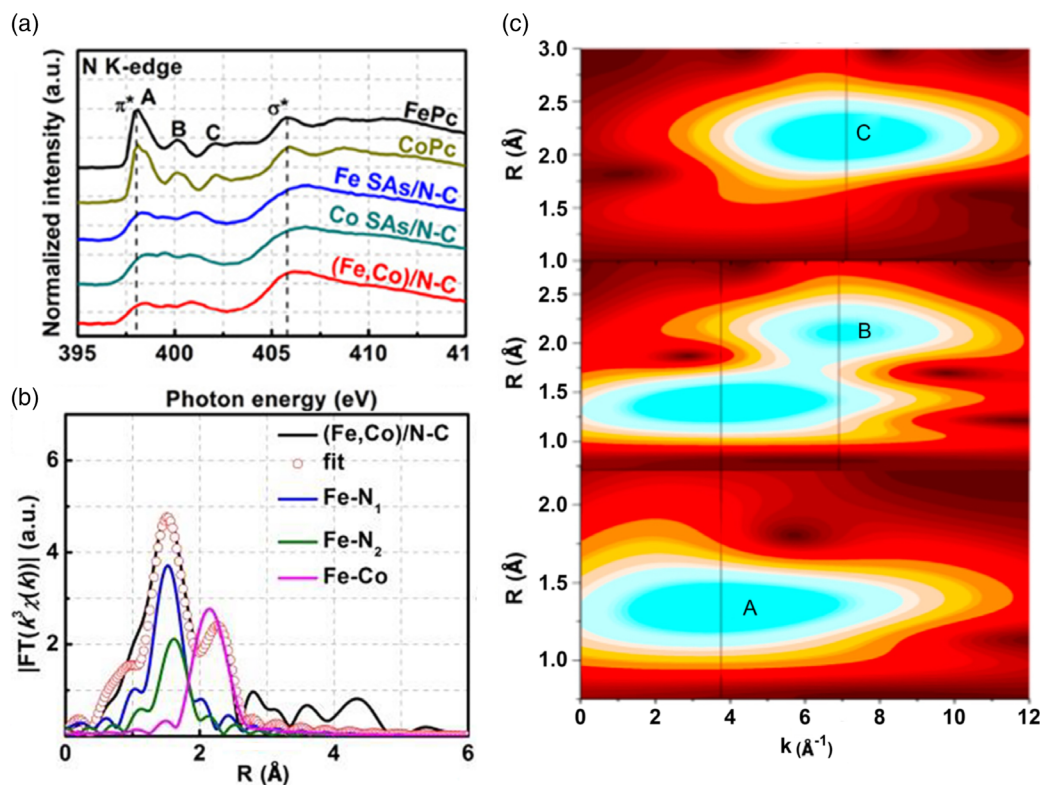 (a)
N K-edge
π* A
B
C
σ*
FePc
CoPc
Fe SAs/N-C
Co SAs/N-C
(Fe,Co)/N-C
Normalized intensity (a.u.)
395 400 405 410 41
Photon energy (eV)
(b)
(Fe,Co)/N-C
fit
Fe-N₁
Fe-N₂
Fe-Co
|FT(k³χ(k))| (a.u.)
6
4
2
0 2 4 6
R (Å)
(c)
3.0
2.5
2.0
1.5
1.0
R (Å)
C
2.5
2.0
1.5
1.0
R (Å)
B
2.0
1.5
1.0
R (Å)
A
0 2 4 6 8 10 12
k (Å⁻¹)